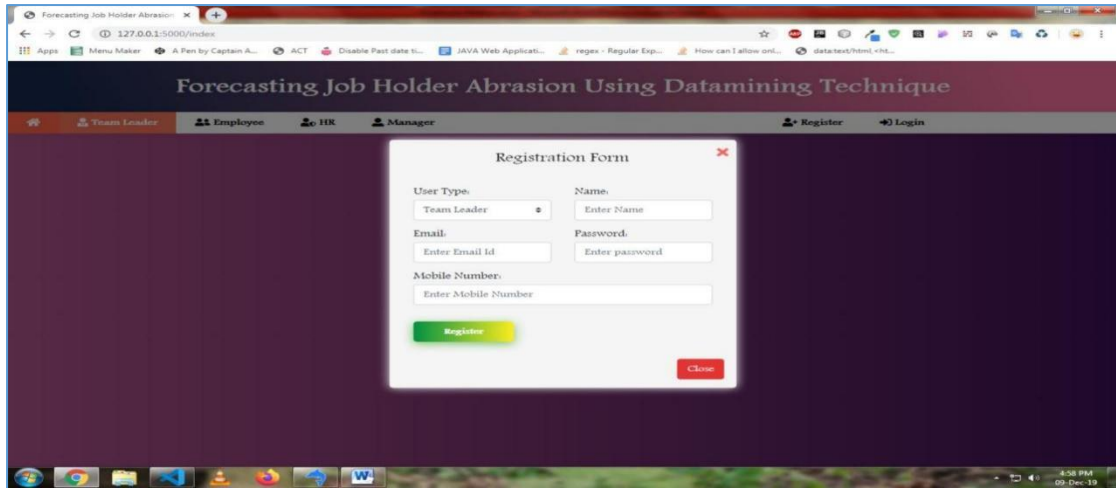 Forecasting Job Holder Abrasion
127.0.0.1:5000/index
Apps Menu Maker A Pen by Captain A... ACT Disable Past date ti... JAVA Web Applicati... regex - Regular Exp... How can I allow onl... data:text/html, <ht...
Forecasting Job Holder Abrasion Using Datamining Technique
Team Leader Employee HR Manager Register Login
Registration Form
User Type: Name:
Team Leader Enter Name
Email: Password:
Enter Email Id Enter password
Mobile Number:
Enter Mobile Number
Register
Close
4:58 PM
09-Dec-19